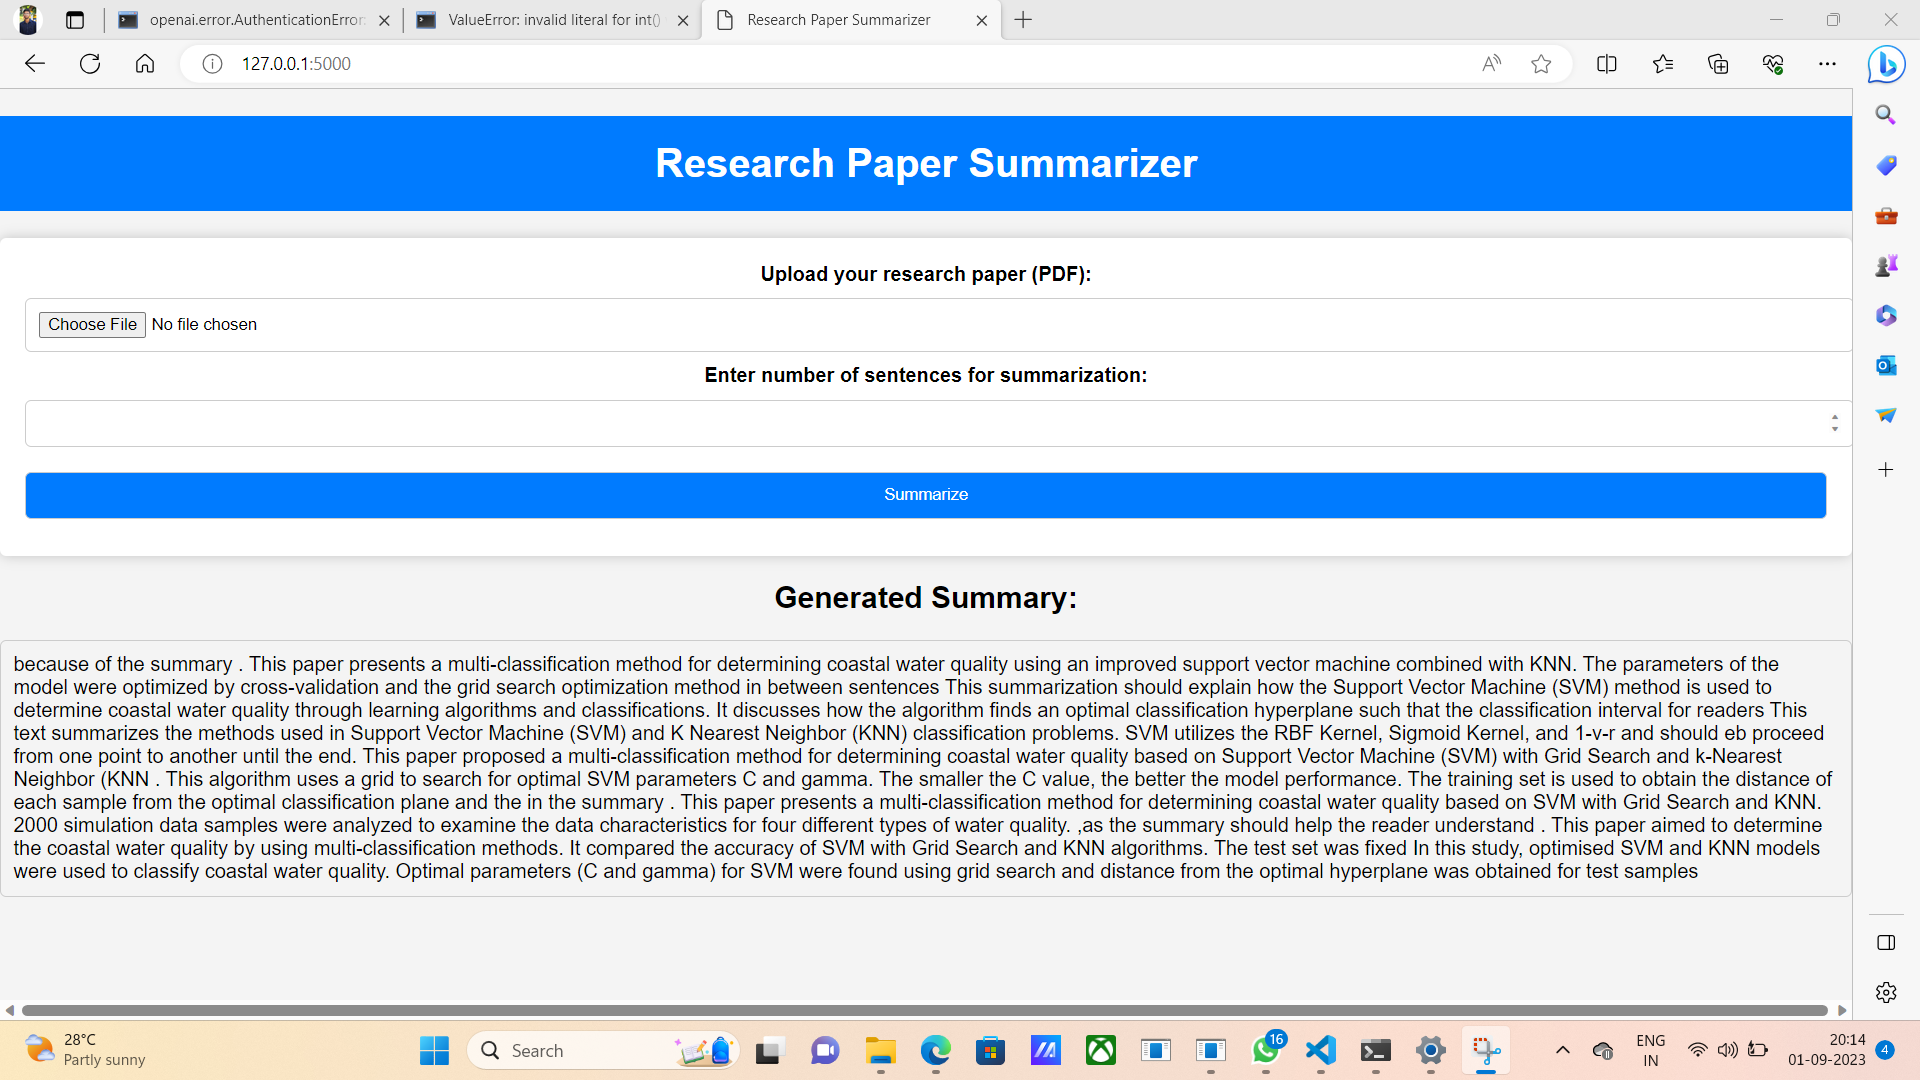 openai.error.AuthenticationError:
ValueError: invalid literal for int()
Research Paper Summarizer
127.0.0.1:5000
Research Paper Summarizer
Upload your research paper (PDF):
Choose File No file chosen
Enter number of sentences for summarization:
Summarize
Generated Summary:
because of the summary . This paper presents a multi-classification method for determining coastal water quality using an improved support vector machine combined with KNN. The parameters of the
model were optimized by cross-validation and the grid search optimization method in between sentences This summarization should explain how the Support Vector Machine (SVM) method is used to
determine coastal water quality through learning algorithms and classifications. It discusses how the algorithm finds an optimal classification hyperplane such that the classification interval for readers This
text summarizes the methods used in Support Vector Machine (SVM) and K Nearest Neighbor (KNN) classification problems. SVM utilizes the RBF Kernel, Sigmoid Kernel, and 1-v-r and should eb proceed
from one point to another until the end. This paper proposed a multi-classification method for determining coastal water quality based on Support Vector Machine (SVM) with Grid Search and k-Nearest
Neighbor (KNN . This algorithm uses a grid to search for optimal SVM parameters C and gamma. The smaller the C value, the better the model performance. The training set is used to obtain the distance of
each sample from the optimal classification plane and the in the summary . This paper presents a multi-classification method for determining coastal water quality based on SVM with Grid Search and KNN.
2000 simulation data samples were analyzed to examine the data characteristics for four different types of water quality. ,as the summary should help the reader understand . This paper aimed to determine
the coastal water quality by using multi-classification methods. It compared the accuracy of SVM with Grid Search and KNN algorithms. The test set was fixed In this study, optimised SVM and KNN models
were used to classify coastal water quality. Optimal parameters (C and gamma) for SVM were found using grid search and distance from the optimal hyperplane was obtained for test samples
28°C
Partly sunny
Search
16
ENG
IN
20:14
01-09-2023
4